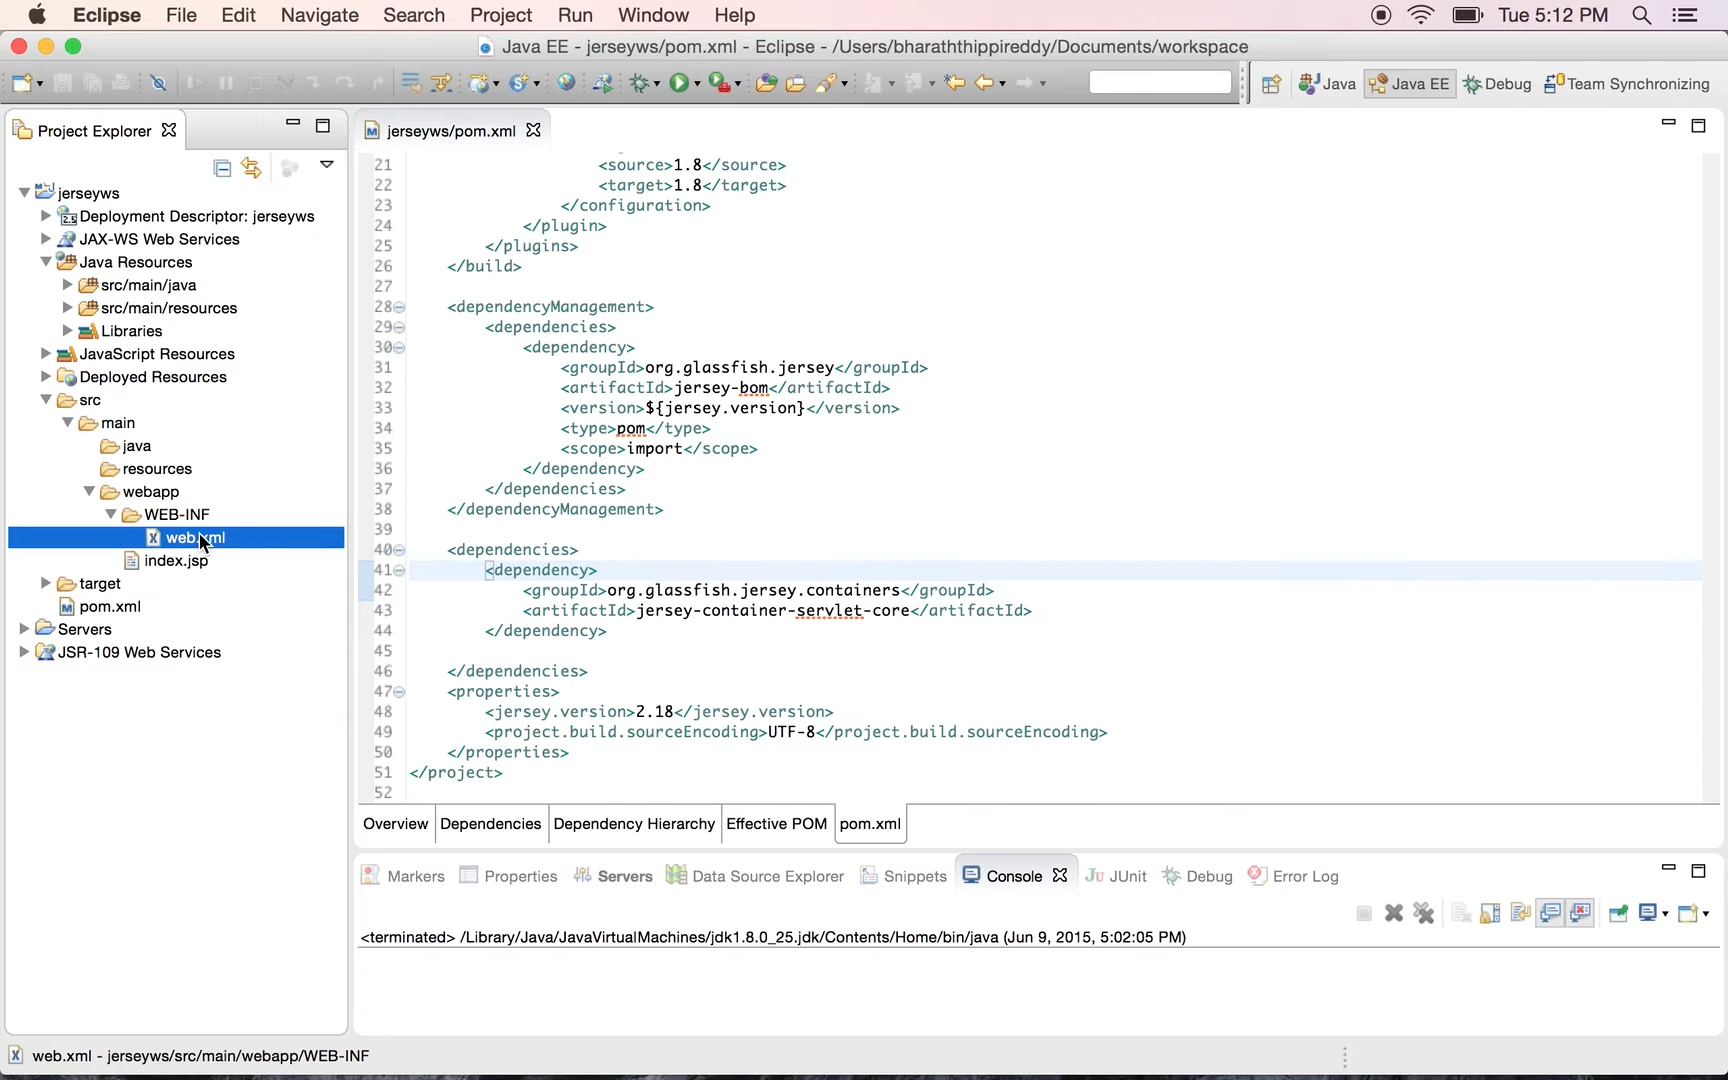 Eclipse File Edit Navigate Search Project Run Window Help Tue 5:12 PM
Java EE - jerseyws/pom.xml - Eclipse - /Users/bharaththippireddy/Documents/workspace
Java Java EE Debug Team Synchronizing
Project Explorer
jerseyws
Deployment Descriptor: jerseyws
JAX-WS Web Services
Java Resources
src/main/java
src/main/resources
Libraries
JavaScript Resources
Deployed Resources
src
main
java
resources
webapp
WEB-INF
web.xml
index.jsp
target
pom.xml
Servers
JSR-109 Web Services
jerseyws/pom.xml
21 <source>1.8</source>
22 <target>1.8</target>
23 </configuration>
24 </plugin>
25 </plugins>
26 </build>
27
28 <dependencyManagement>
29 <dependencies>
30 <dependency>
31 <groupId>org.glassfish.jersey</groupId>
32 <artifactId>jersey-bom</artifactId>
33 <version>${jersey.version}</version>
34 <type>pom</type>
35 <scope>import</scope>
36 </dependency>
37 </dependencies>
38 </dependencyManagement>
39
40 <dependencies>
41 <dependency>
42 <groupId>org.glassfish.jersey.containers</groupId>
43 <artifactId>jersey-container-servlet-core</artifactId>
44 </dependency>
45
46 </dependencies>
47 <properties>
48 <jersey.version>2.18</jersey.version>
49 <project.build.sourceEncoding>UTF-8</project.build.sourceEncoding>
50 </properties>
51 </project>
52
Overview Dependencies Dependency Hierarchy Effective POM pom.xml
Markers Properties Servers Data Source Explorer Snippets Console JUnit Debug Error Log
<terminated> /Library/Java/JavaVirtualMachines/jdk1.8.0_25.jdk/Contents/Home/bin/java (Jun 9, 2015, 5:02:05 PM)
web.xml - jerseyws/src/main/webapp/WEB-INF